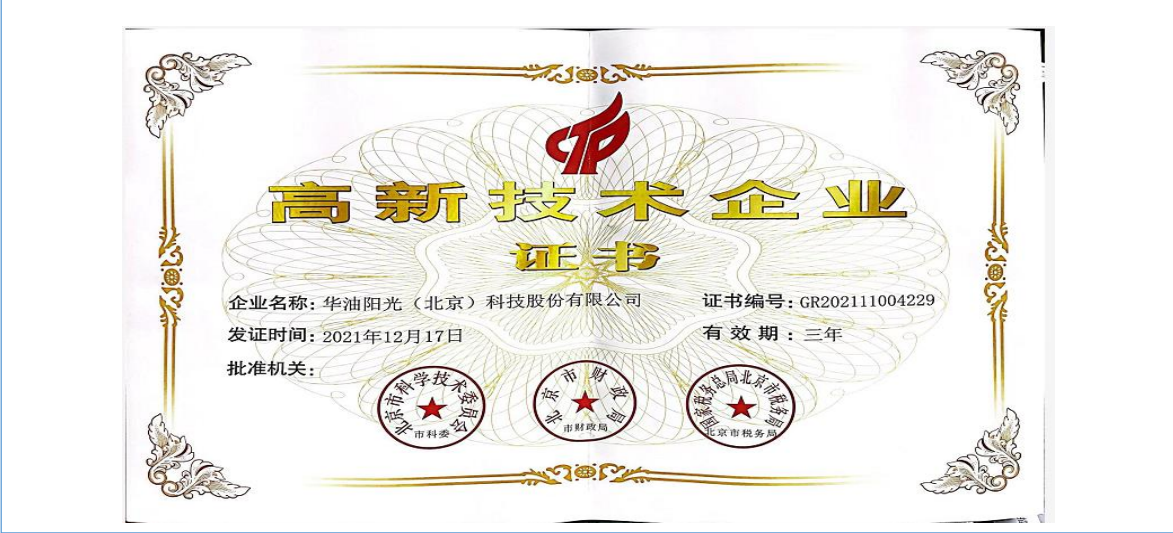 高新技术企业
证书
企业名称：华油阳光（北京）科技股份有限公司
证书编号：GR202111004229
发证时间：2021年12月17日
有效期：三年
批准机关：
北京市科学技术委员会
市科委
北京市财政局
市财政局
国家税务总局北京市税务局
北京市税务局